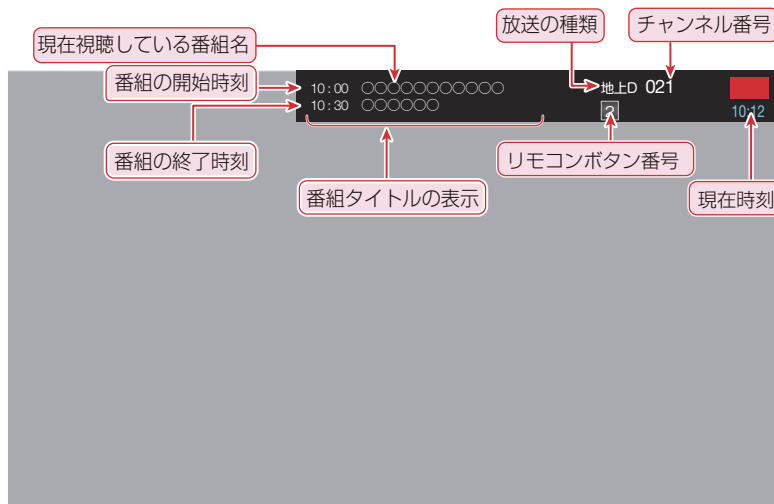 放送の種類
チャンネル番号
現在視聴している番組名
番組の開始時刻
10:00 ○○○○○○○○○○○
地上D 021
10:30 ○○○○○○
2
10:12
番組の終了時刻
リモコンボタン番号
番組タイトルの表示
現在時刻